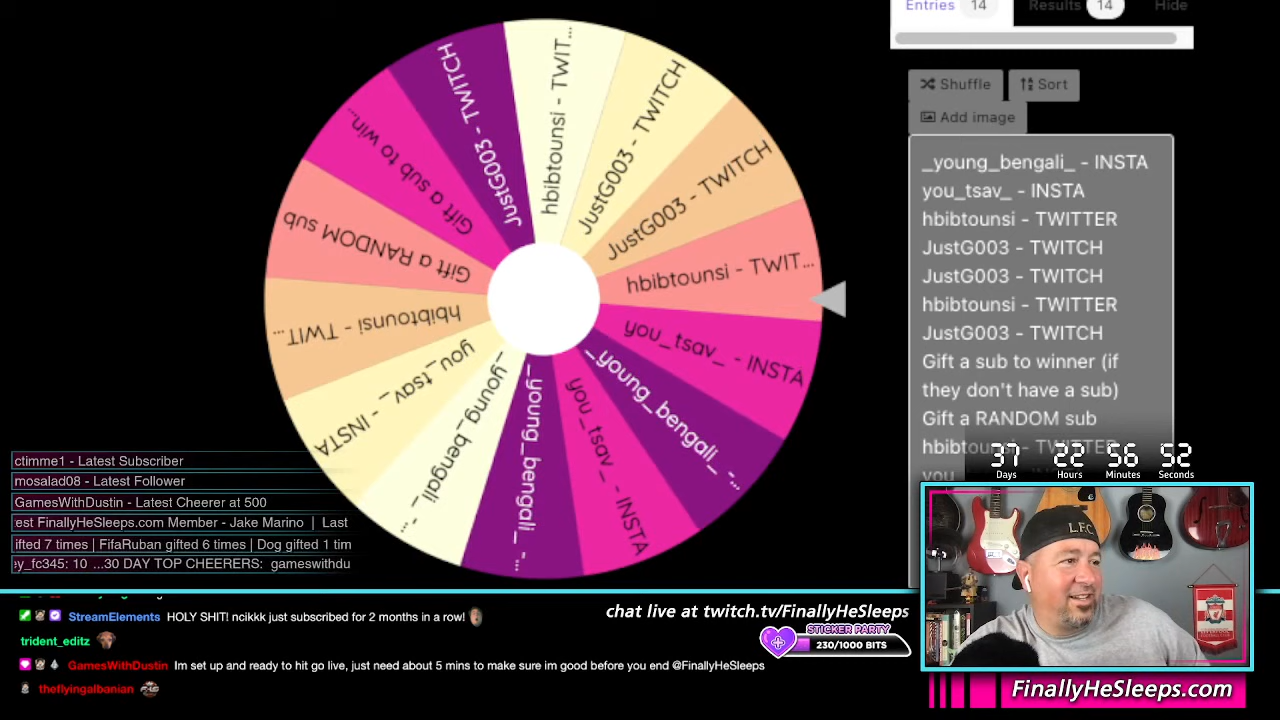 Entries 14 Results 14 Hide
Shuffle Sort
Add image
_young_bengali_ - INSTA
you_tsav_ - INSTA
hbibtounsi - TWITTER
JustG003 - TWITCH
JustG003 - TWITCH
hbibtounsi - TWITTER
JustG003 - TWITCH
Gift a sub to winner (if
they don't have a sub)
Gift a RANDOM sub
hbibtounsi - TWITTER
you
hbibtounsi - TWIT...
JustG003 - TWITCH
JustG003 - TWITCH
hbibtounsi - TWIT...
you_tsav_ - INSTA
_young_bengali_ -...
you_tsav_ - INSTA
_young_bengali_ -...
_young_bengali_ -...
you_tsav_ - INSTA
hbibtounsi - TWIT...
Gift a RANDOM sub
Gift a sub to win...
JustG003 - TWITCH
37 22 56 52
Days Hours Minutes Seconds
LFC
ctimme1 - Latest Subscriber
mosalad08 - Latest Follower
GamesWithDustin - Latest Cheerer at 500
est FinallyHeSleeps.com Member - Jake Marino | Last
ifted 7 times | FifaRuban gifted 6 times | Dog gifted 1 tim
y_fc345: 10 ...30 DAY TOP CHEERERS: gameswithdu
StreamElements HOLY SHIT! ncikkk just subscribed for 2 months in a row!
trident_editz
GamesWithDustin Im set up and ready to hit go live, just need about 5 mins to make sure im good before you end @FinallyHeSleeps
theflyingalbanian
chat live at twitch.tv/FinallyHeSleeps
STICKER PARTY
230/1000 BITS
FinallyHeSleeps.com